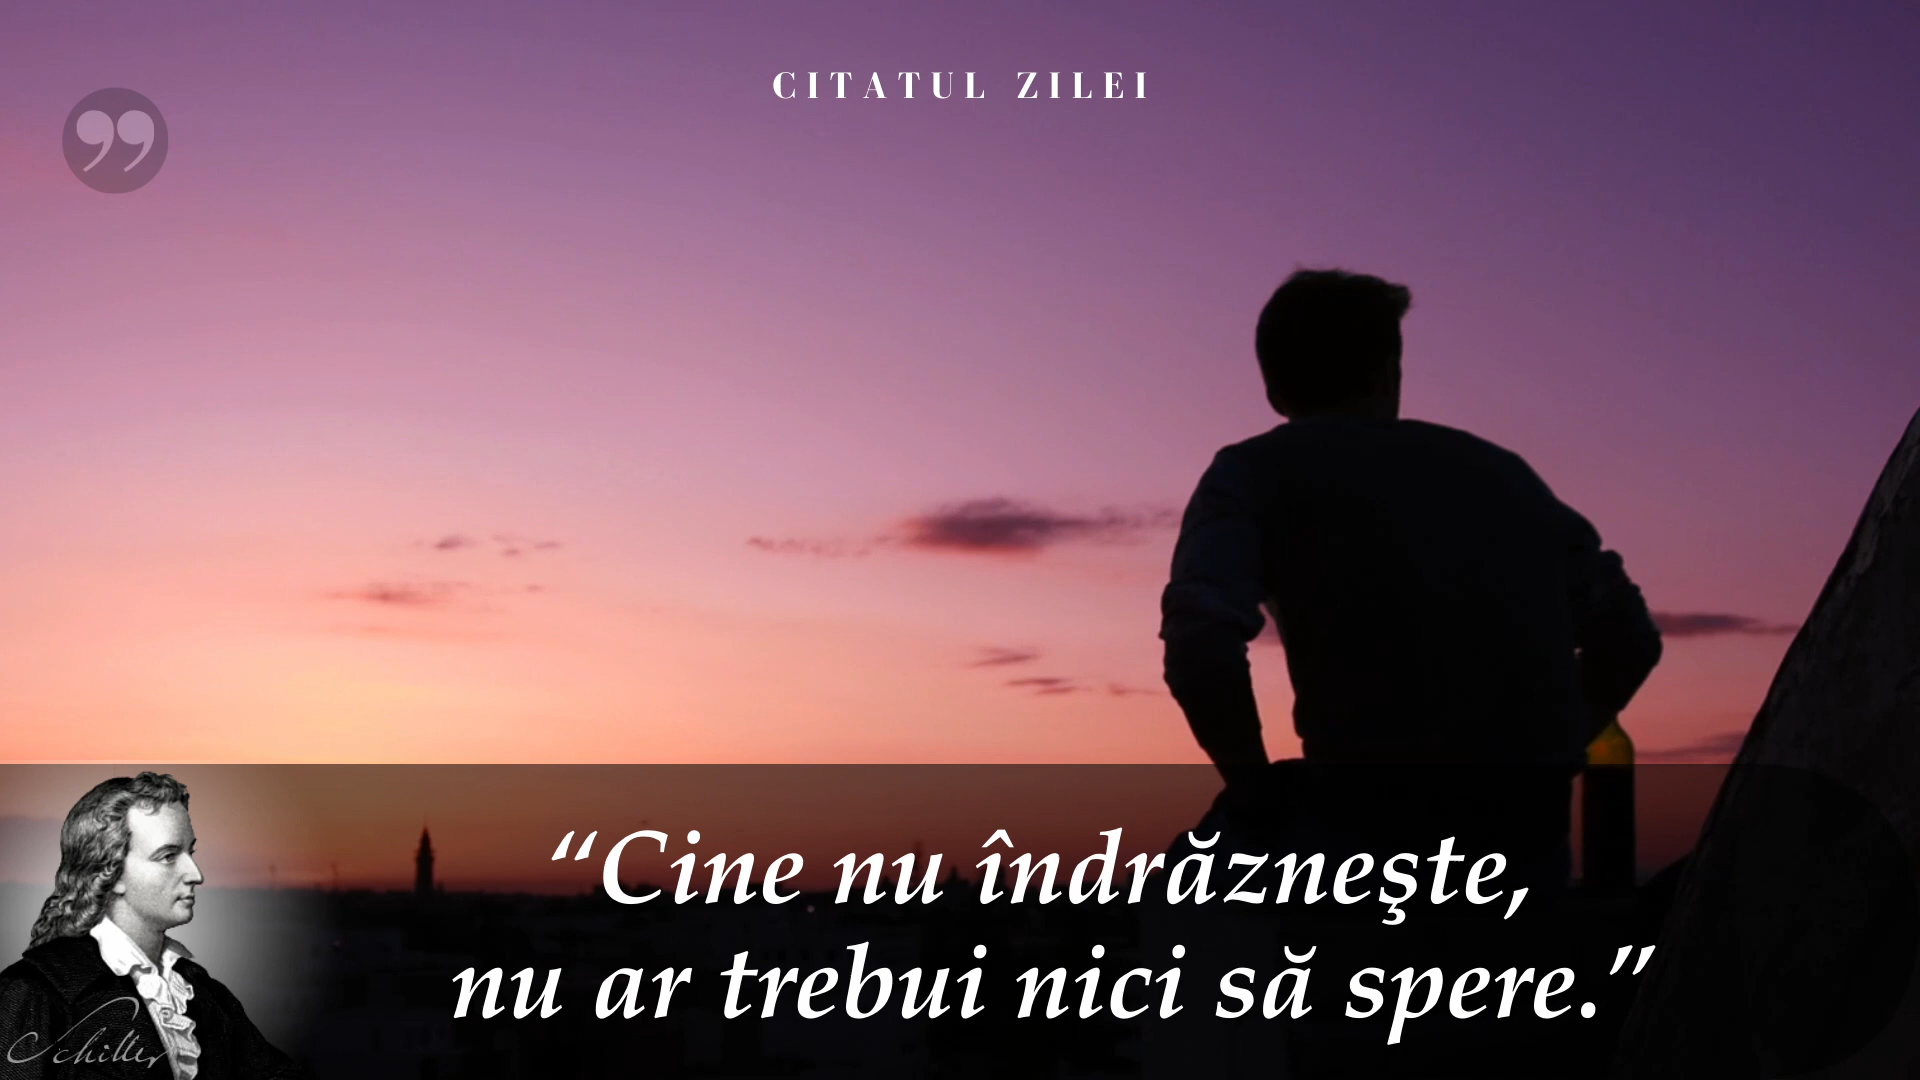 CITATUL ZILEI
“Cine nu îndrăzneşte,
nu ar trebui nici să spere.”
Schiller